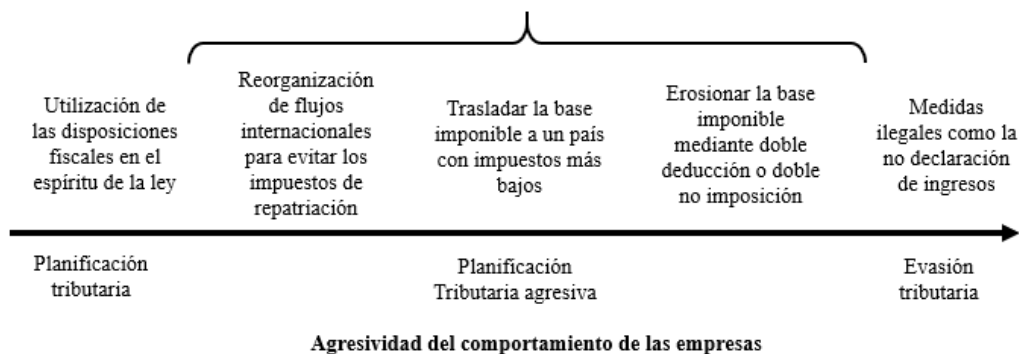 Utilización de
las disposiciones
fiscales en el
espíritu de la ley
Reorganización
de flujos
internacionales
para evitar los
impuestos de
repatriación
Trasladar la base
imponible a un país
con impuestos más
bajos
Erosionar la base
imponible
mediante doble
deducción o doble
no imposición
Medidas
ilegales como la
no declaración
de ingresos
Planificación
tributaria
Planificación
Tributaria agresiva
Evasión
tributaria
Agresividad del comportamiento de las empresas